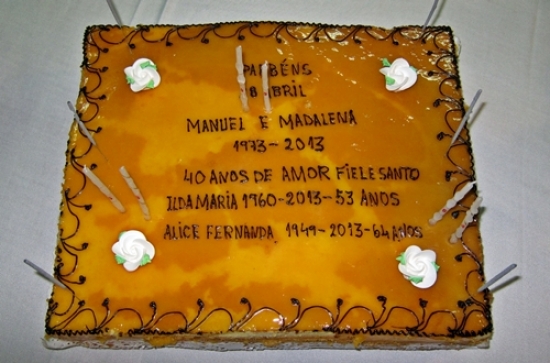 PARBÉNS
8 ABRIL
MANUEL E MADALENA
1973-2013
40 ANOS DE AMOR FIEL E SANTO
ILDA MARIA 1960-2013-53 ANOS
ALICE FERNANDA 1949-2013-64 ANOS